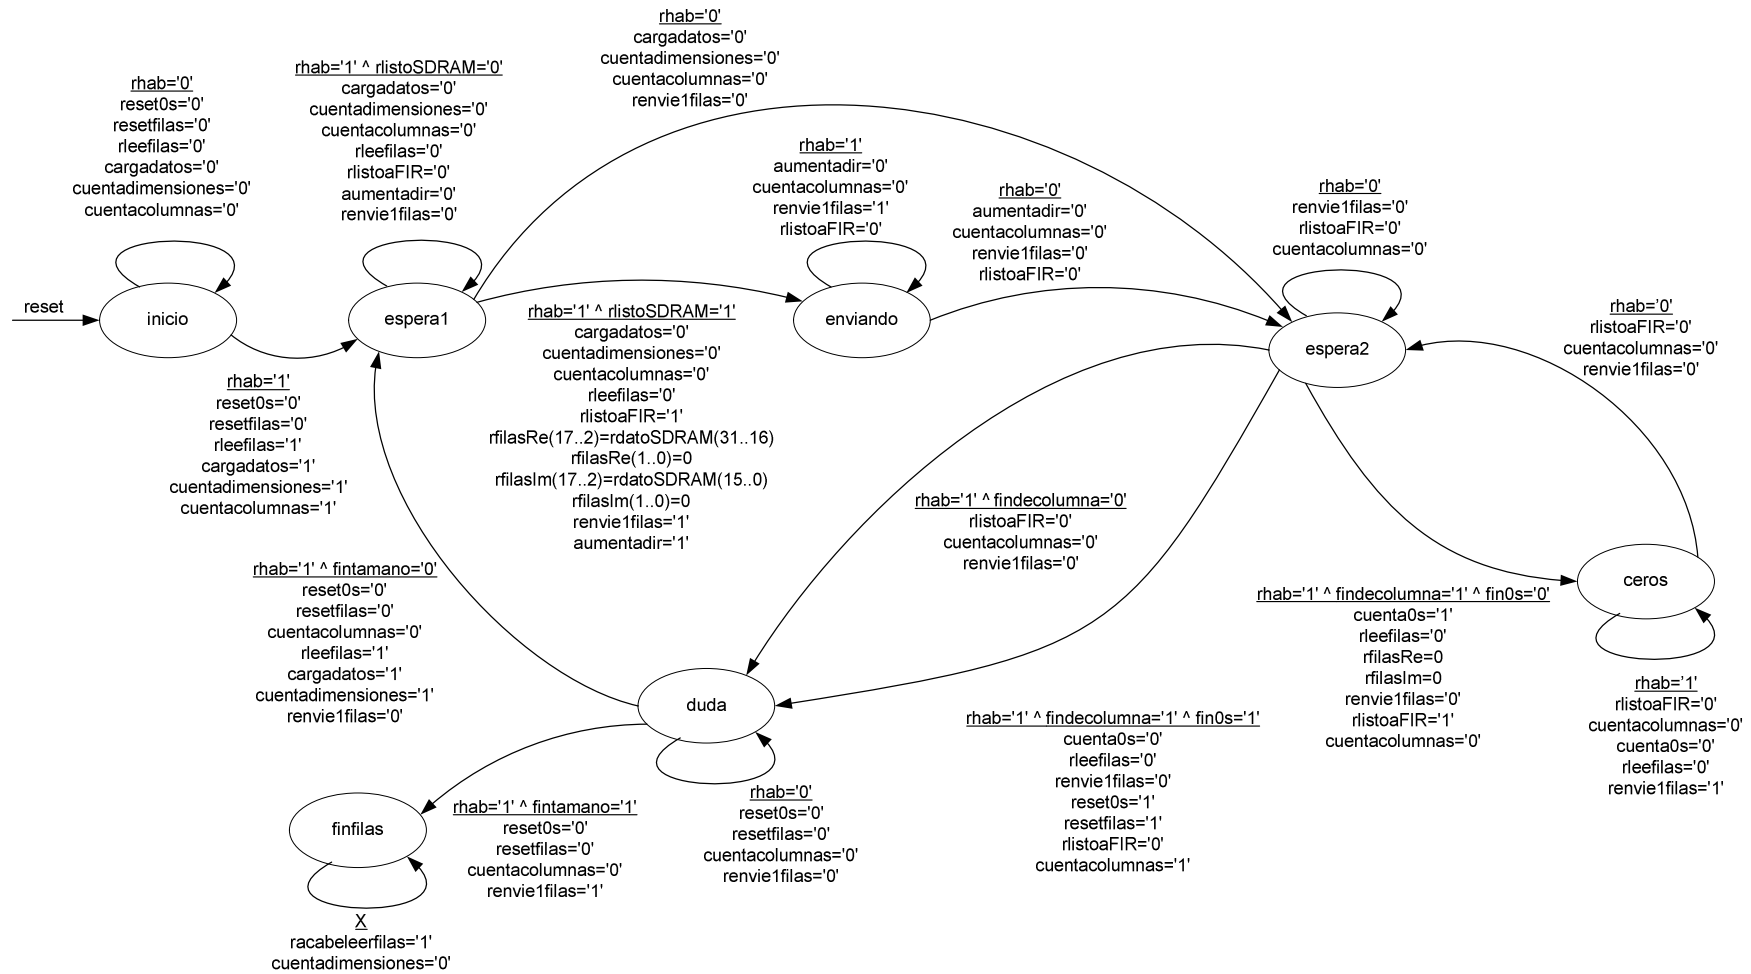 rhab='0'
cargadatos='0'
cuentadimensiones='0'
cuentacolumnas='0'
renvie1filas='0'
rhab='0'
reset0s='0'
resetfilas='0'
rleefilas='0'
cargadatos='0'
cuentadimensiones='0'
cuentacolumnas='0'
rhab='1' ^ rlistoSDRAM='0'
cargadatos='0'
cuentadimensiones='0'
cuentacolumnas='0'
rleefilas='0'
rlistoaFIR='0'
aumentadir='0'
renvie1filas='0'
rhab='1'
aumentadir='0'
cuentacolumnas='0'
renvie1filas='1'
rlistoaFIR='0'
rhab='0'
aumentadir='0'
cuentacolumnas='0'
renvie1filas='0'
rlistoaFIR='0'
rhab='0'
renvie1filas='0'
rlistoaFIR='0'
cuentacolumnas='0'
reset
inicio
espera1
enviando
espera2
rhab='1'
reset0s='0'
resetfilas='0'
rleefilas='1'
cargadatos='1'
cuentadimensiones='1'
cuentacolumnas='1'
rhab='1' ^ rlistoSDRAM='1'
cargadatos='0'
cuentadimensiones='0'
cuentacolumnas='0'
rleefilas='0'
rlistoaFIR='1'
rfilasRe(17..2)=rdatoSDRAM(31..16)
rfilasRe(1..0)=0
rfilasIm(17..2)=rdatoSDRAM(15..0)
rfilasIm(1..0)=0
renvie1filas='1'
aumentadir='1'
rhab=’0'
rlistoaFIR='0'
cuentacolumnas='0'
renvie1filas='0'
rhab='1' ^ findecolumna='0'
rlistoaFIR='0'
cuentacolumnas='0'
renvie1filas='0'
rhab='1' ^ fintamano='0'
reset0s='0'
resetfilas='0'
cuentacolumnas='0'
rleefilas='1'
cargadatos='1'
cuentadimensiones='1'
renvie1filas='0'
ceros
rhab='1' ^ findecolumna='1' ^ fin0s='0'
cuenta0s='1'
rleefilas='0'
rfilasRe=0
rfilasIm=0
renvie1filas='0'
rlistoaFIR='1'
cuentacolumnas='0'
rhab=’1'
rlistoaFIR='0'
cuentacolumnas='0'
cuenta0s='0'
rleefilas='0'
renvie1filas='1'
duda
rhab='1' ^ findecolumna='1' ^ fin0s='1'
cuenta0s='0'
rleefilas='0'
renvie1filas='0'
reset0s='1'
resetfilas='1'
rlistoaFIR='0'
cuentacolumnas='1'
rhab='0'
reset0s='0'
resetfilas='0'
cuentacolumnas='0'
renvie1filas='0'
rhab='1' ^ fintamano='1'
reset0s='0'
resetfilas='0'
cuentacolumnas='0'
renvie1filas='1'
finfilas
X
racabeleerfilas='1'
cuentadimensiones='0'